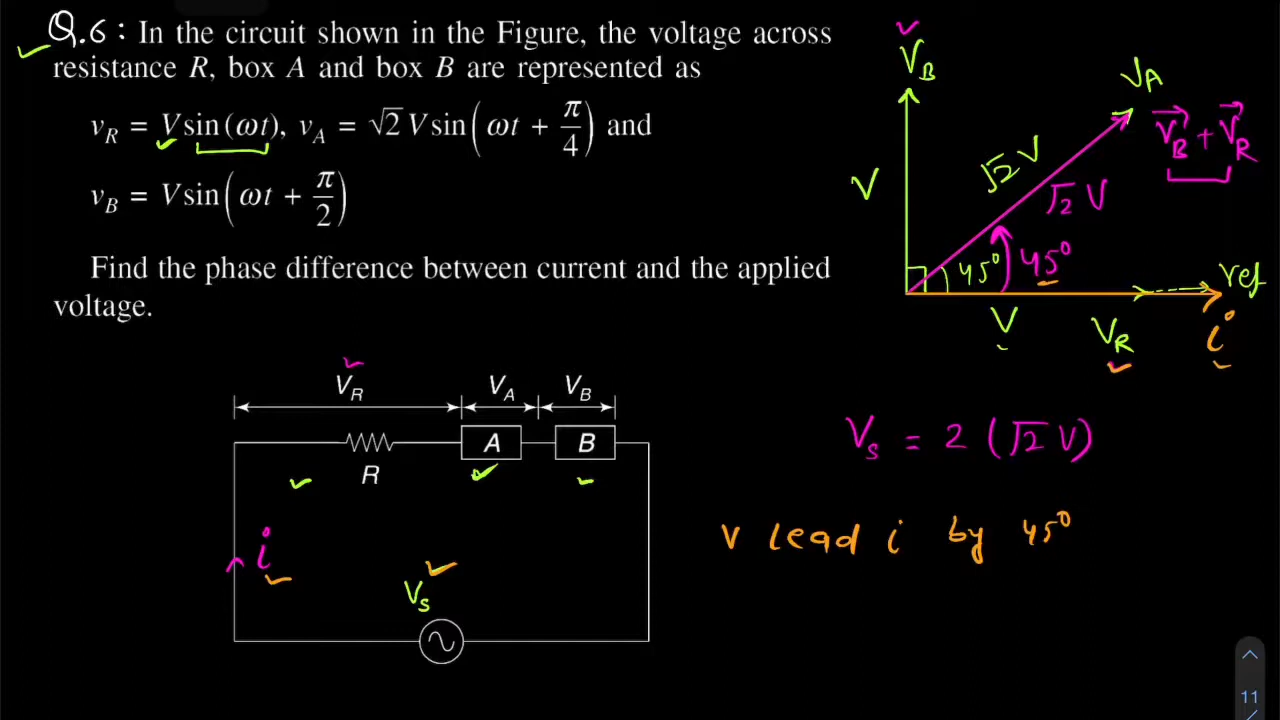 Q.6 : In the circuit shown in the Figure, the voltage across
resistance R, box A and box B are represented as
v_R = V sin(ωt), v_A = √2 V sin(ωt + π/4) and
v_B = V sin(ωt + π/2)
Find the phase difference between current and the applied
voltage.
V_R V_A V_B
R A B
i
V_s
V_B
V_A
V_B + V_R
√2 V
V
√2 V
45° 45°
ref
V
V_R
i
V_s = 2 (√2 V)
V lead i by 45°
11